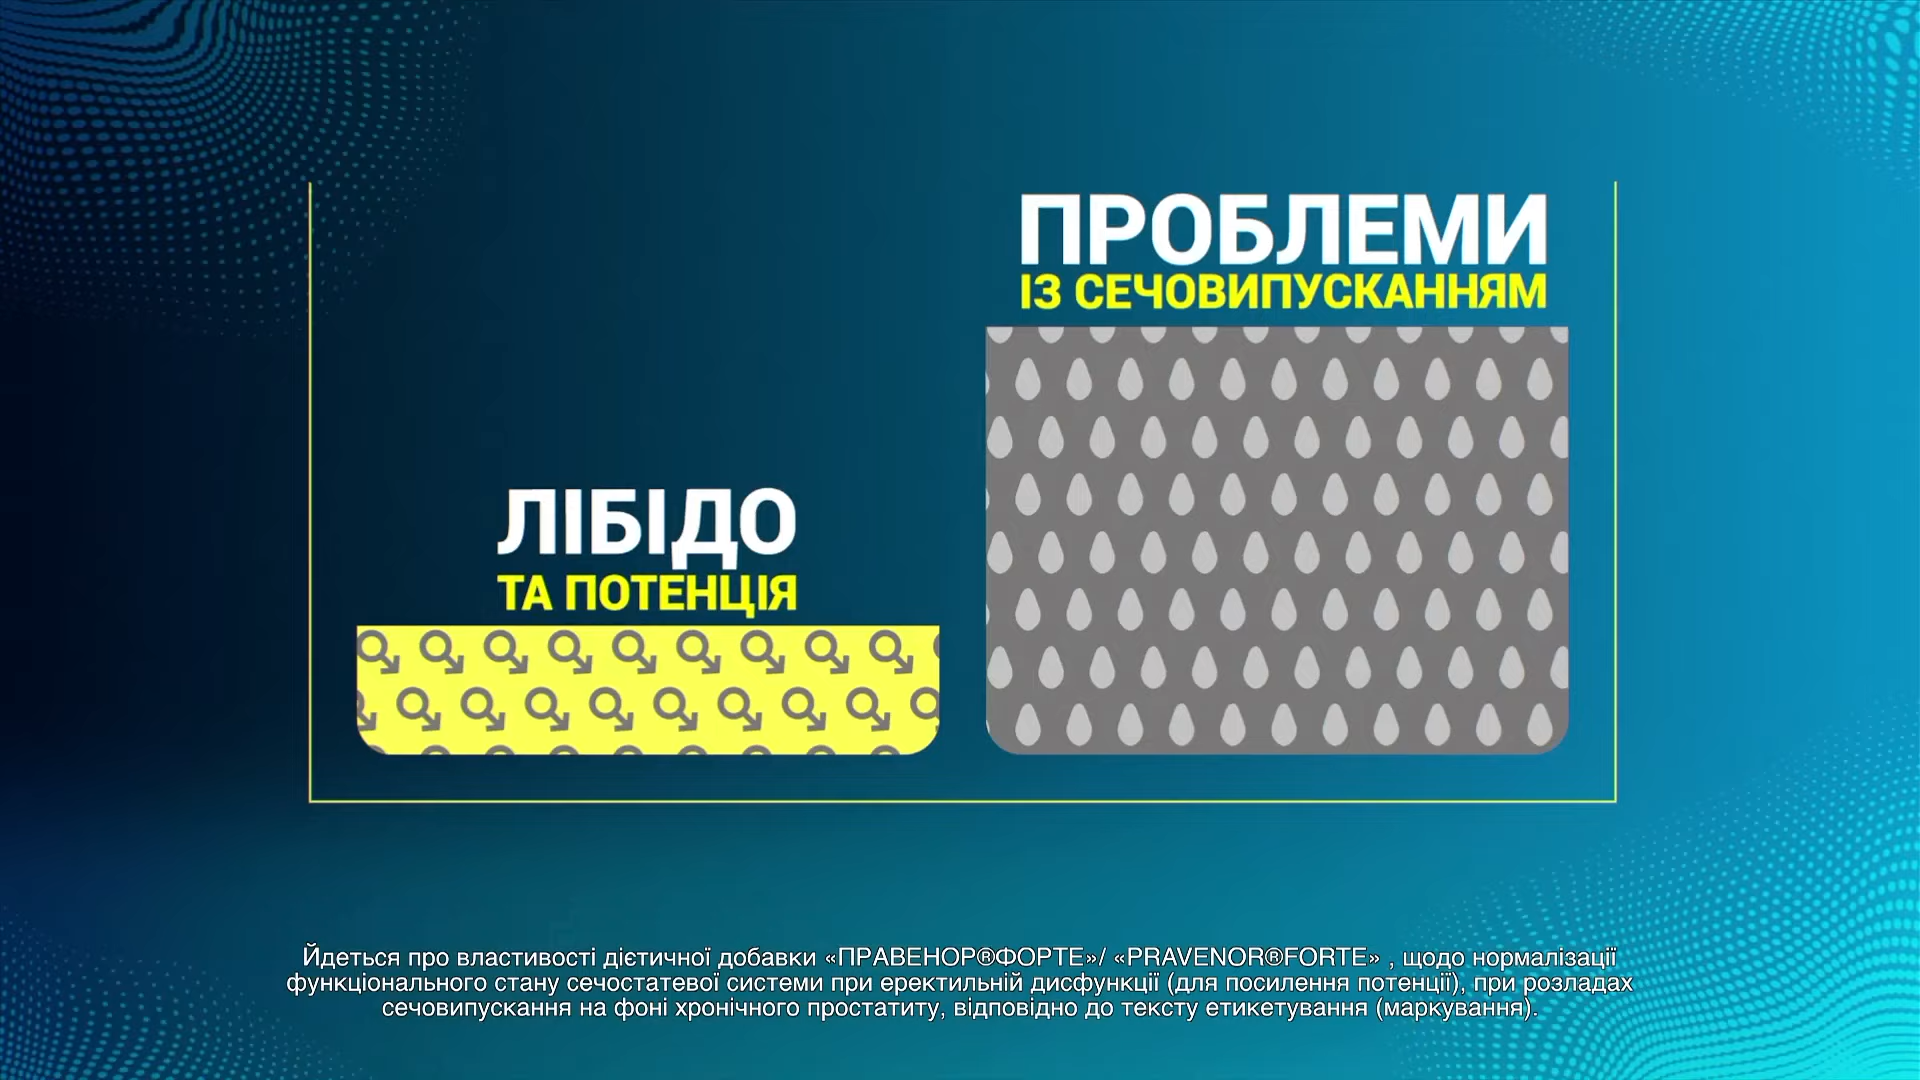 ПРОБЛЕМИ
ІЗ СЕЧОВИПУСКАННЯМ
ЛІБІДО
ТА ПОТЕНЦІЯ
Йдеться про властивості дієтичної добавки «ПРАВЕНОР®ФОРТЕ»/ «PRAVENOR®FORTE» , щодо нормалізації
функціонального стану сечостатевої системи при еректильній дисфункції (для посилення потенції), при розладах
сечовипускання на фоні хронічного простатиту, відповідно до тексту етикетування (маркування).